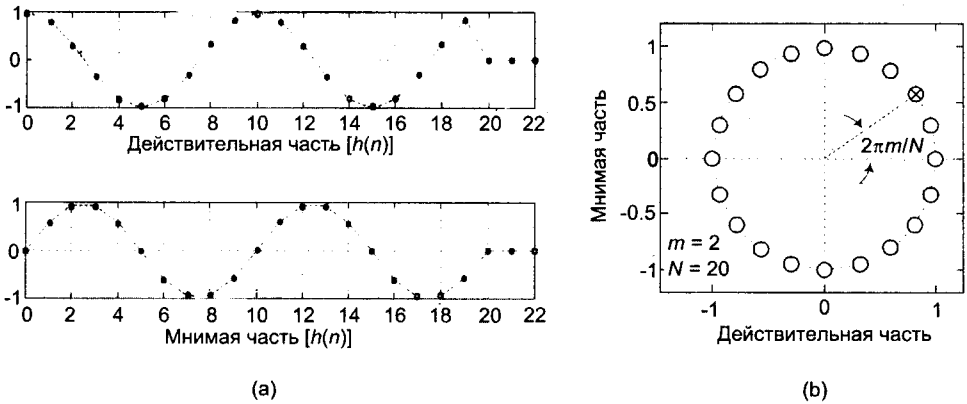 1
0
-1
0 2 4 6 8 10 12 14 16 18 20 22
Действительная часть [h(n)]
1
0
-1
0 2 4 6 8 10 12 14 16 18 20 22
Мнимая часть [h(n)]
(a)
Мнимая часть
1
0.5
0
-0.5
-1
2πm/N
m = 2
N = 20
-1 0 1
Действительная часть
(b)